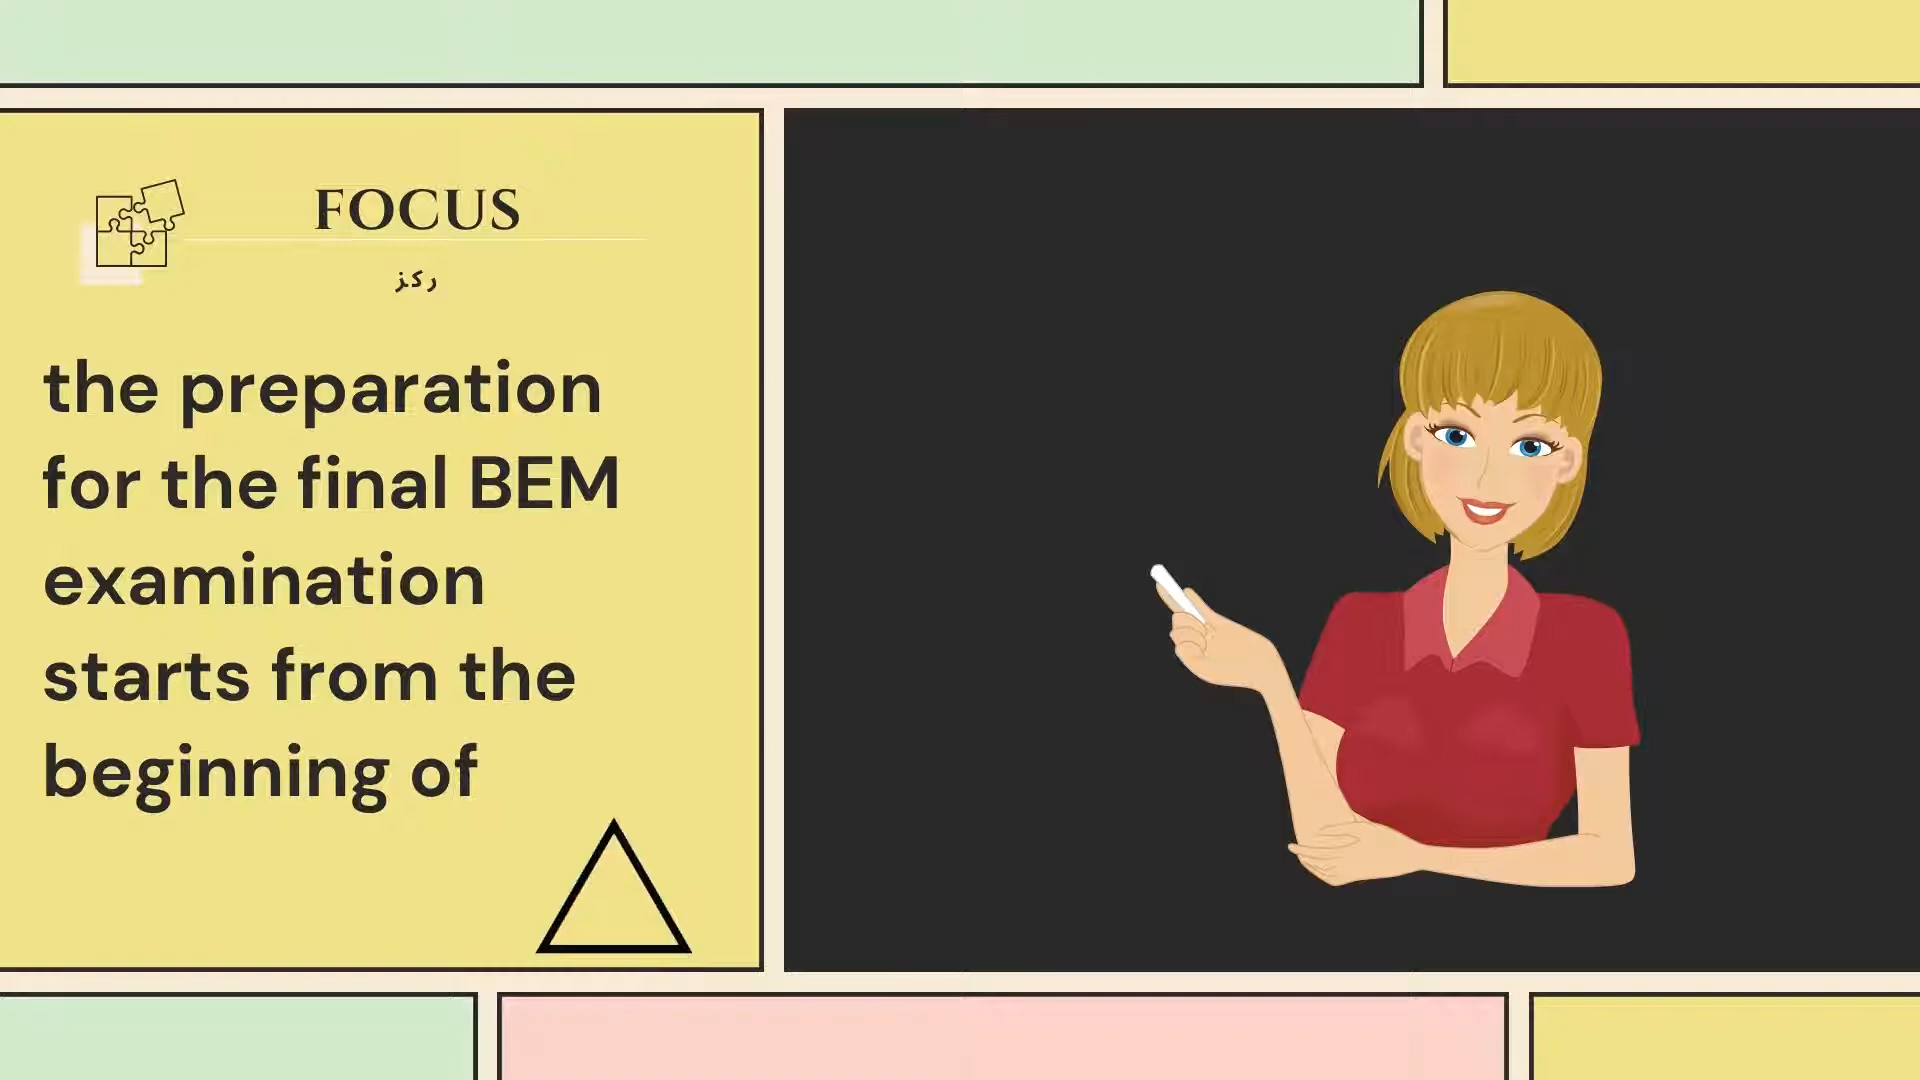 FOCUS
ركز
the preparation
for the final BEM
examination
starts from the
beginning of